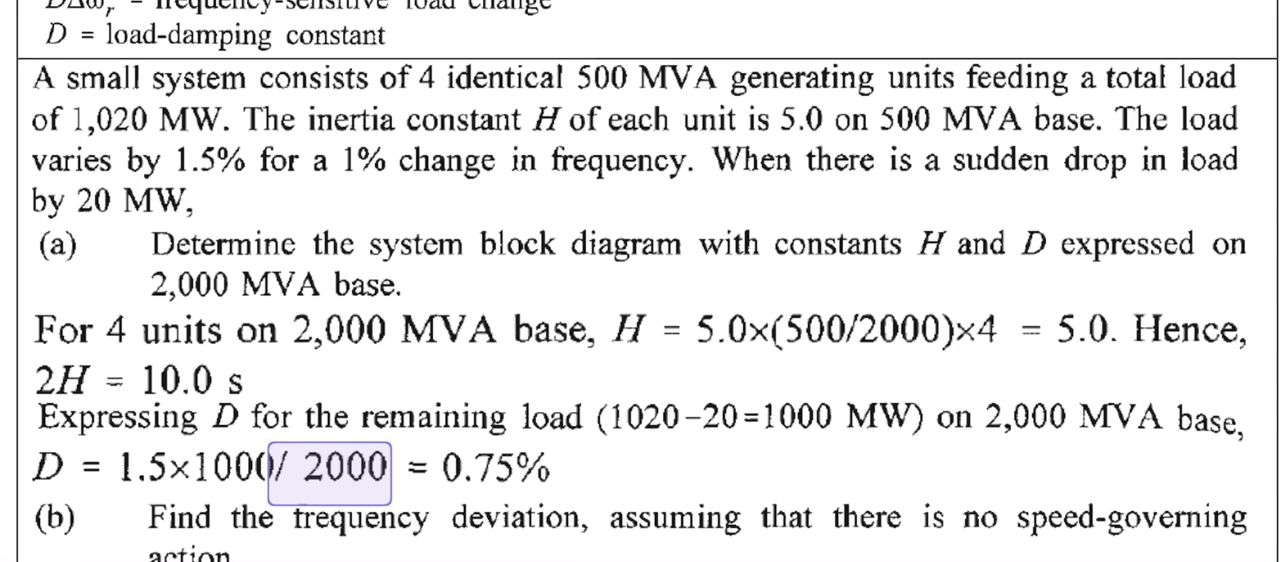 DΔω_r = frequency-sensitive load change
D = load-damping constant
A small system consists of 4 identical 500 MVA generating units feeding a total load
of 1,020 MW. The inertia constant H of each unit is 5.0 on 500 MVA base. The load
varies by 1.5% for a 1% change in frequency. When there is a sudden drop in load
by 20 MW,
(a) Determine the system block diagram with constants H and D expressed on
2,000 MVA base.
For 4 units on 2,000 MVA base, H = 5.0×(500/2000)×4 = 5.0. Hence,
2H = 10.0 s
Expressing D for the remaining load (1020−20=1000 MW) on 2,000 MVA base,
D = 1.5×1000/ 2000 = 0.75%
(b) Find the frequency deviation, assuming that there is no speed-governing
action